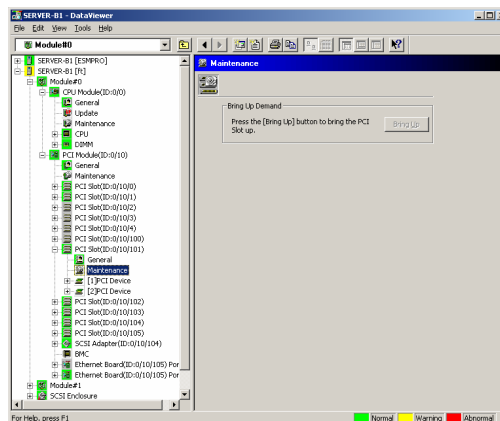 SERVER-B1 - DataViewer
File Edit View Tools Help
Module#0
SERVER-B1 [ESMPRO]
SERVER-B1 [ft]
Module#0
CPU Module(ID:0/0)
General
Update
Maintenance
CPU
DIMM
PCI Module(ID:0/10)
General
Maintenance
PCI Slot(ID:0/10/0)
PCI Slot(ID:0/10/1)
PCI Slot(ID:0/10/2)
PCI Slot(ID:0/10/3)
PCI Slot(ID:0/10/4)
PCI Slot(ID:0/10/100)
PCI Slot(ID:0/10/101)
General
Maintenance
[1]PCI Device
[2]PCI Device
PCI Slot(ID:0/10/102)
PCI Slot(ID:0/10/103)
PCI Slot(ID:0/10/104)
PCI Slot(ID:0/10/105)
SCSI Adapter(ID:0/10/104)
BMC
Ethernet Board(ID:0/10/105) Por
Ethernet Board(ID:0/10/105) Por
Module#1
SCSI Enclosure
Maintenance
Bring Up Demand
Press the [Bring Up] button to bring the PCI
Slot up.
Bring Up
For Help, press F1
Normal Warning Abnormal